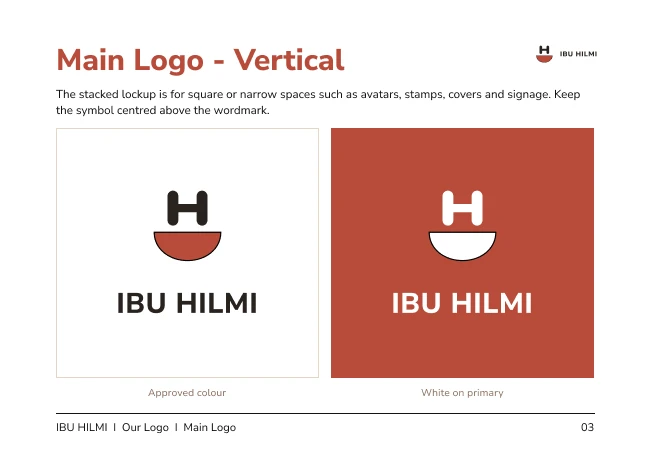 Main Logo - Vertical
IBU HILMI
The stacked lockup is for square or narrow spaces such as avatars, stamps, covers and signage. Keep
the symbol centred above the wordmark.
H
IBU HILMI
H
IBU HILMI
Approved colour
White on primary
IBU HILMI I Our Logo I Main Logo
03